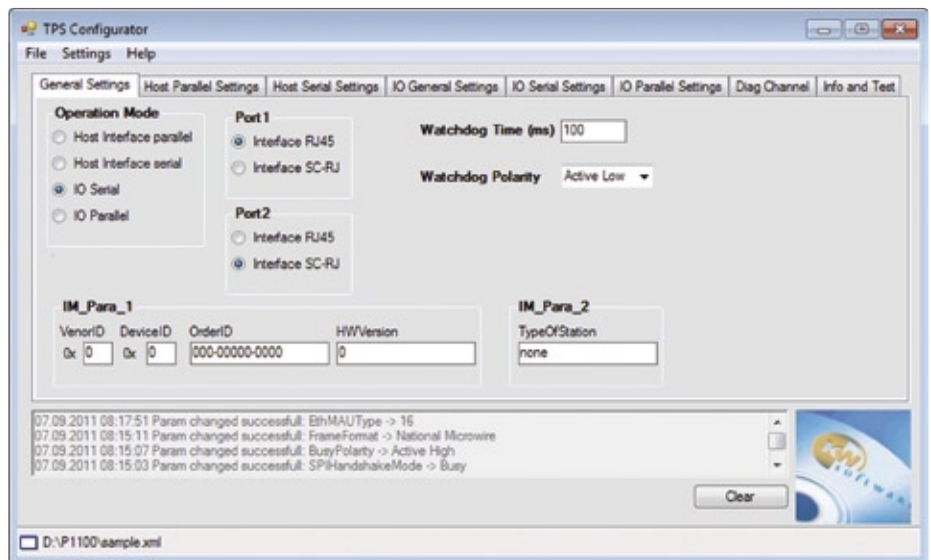 TPS Configurator
File Settings Help
General Settings Host Parallel Settings Host Serial Settings IO General Settings IO Serial Settings IO Parallel Settings Diag Channel Info and Test
Operation Mode
Host Interface parallel
Host Interface serial
IO Serial
IO Parallel
Port1
Interface RJ45
Interface SC-RJ
Port2
Interface RJ45
Interface SC-RJ
Watchdog Time (ms) 100
Watchdog Polarity Active Low
IM_Para_1
VenorID DeviceID OrderID HWVersion
0x 0 0x 0 000-00000-0000 0
IM_Para_2
TypeOfStation
none
07.09.2011 08:17:51 Param changed successfull: EthMAUType -> 16
07.09.2011 08:15:11 Param changed successfull: FrameFormat -> National Microwire
07.09.2011 08:15:07 Param changed successfull: BusyPolarty -> Active High
07.09.2011 08:15:03 Param changed successfull: SPIHandshakeMode -> Busy
Clear
KW
Software
D:\P1100\sample.xml